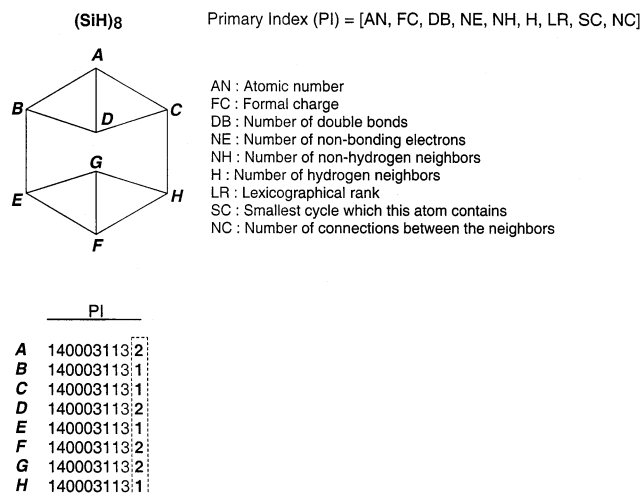 (SiH)8
Primary Index (PI) = [AN, FC, DB, NE, NH, H, LR, SC, NC]
A
B
C
D
G
E
H
F
AN : Atomic number
FC : Formal charge
DB : Number of double bonds
NE : Number of non-bonding electrons
NH : Number of non-hydrogen neighbors
H : Number of hydrogen neighbors
LR : Lexicographical rank
SC : Smallest cycle which this atom contains
NC : Number of connections between the neighbors
PI
A 1400031132
B 1400031131
C 1400031131
D 1400031132
E 1400031131
F 1400031132
G 1400031132
H 1400031131